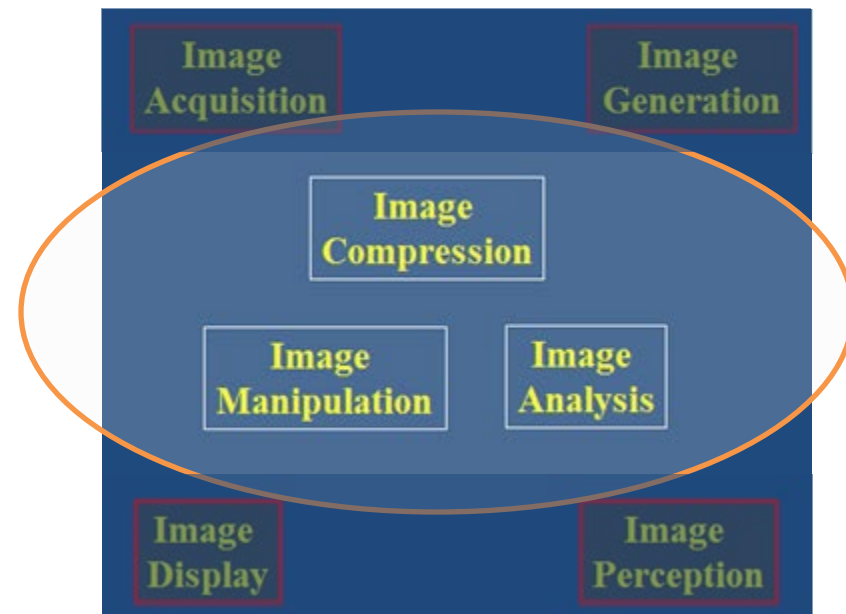 Image
Acquisition
Image
Generation
Image
Compression
Image
Manipulation
Image
Analysis
Image
Display
Image
Perception